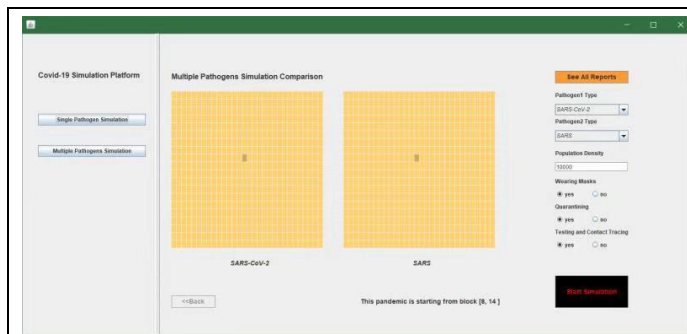 Covid-19 Simulation Platform
Single Pathogen Simulation
Multiple Pathogens Simulation
Multiple Pathogens Simulation Comparison
SARS-CoV-2
SARS
<<Back
This pandemic is starting from block [8, 14 ]
See All Reports
Pathogen1 Type
SARS-CoV-2
Pathogen2 Type
SARS
Population Density
10000
Wearing Masks
yes no
Quarantining
yes no
Testing and Contact Tracing
yes no
Start Simulation